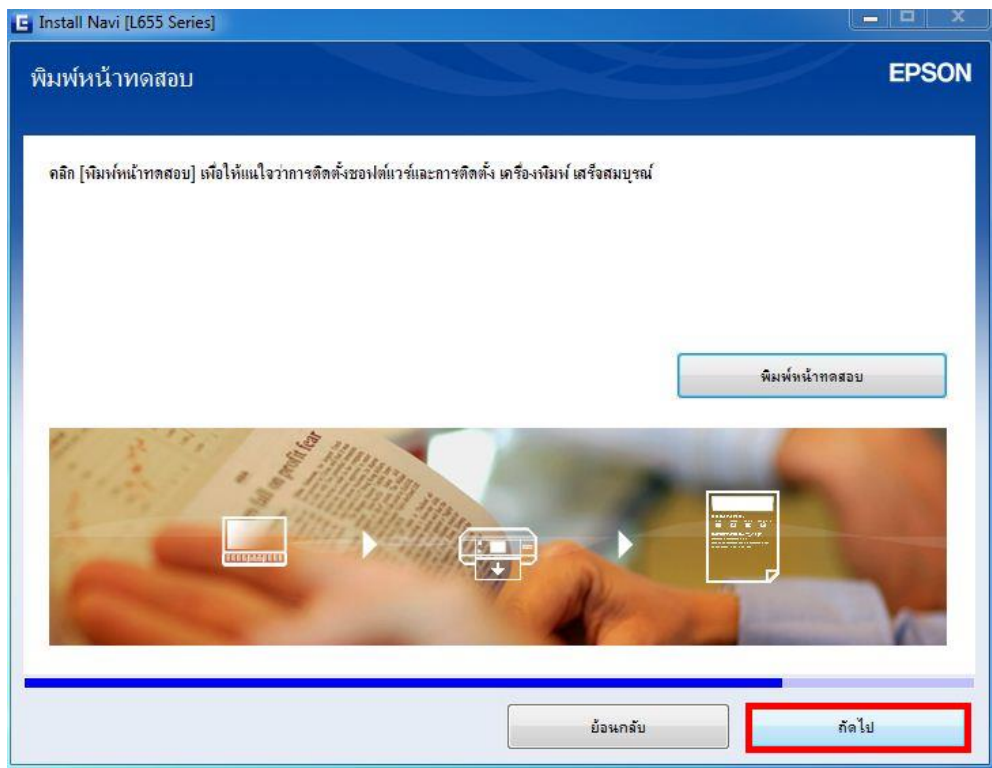 Install Navi [L655 Series]
พิมพ์หน้าทดสอบ
EPSON
คลิก [พิมพ์หน้าทดสอบ] เพื่อให้แน่ใจว่าการติดตั้งซอฟต์แวร์และการติดตั้ง เครื่องพิมพ์ เสร็จสมบูรณ์
พิมพ์หน้าทดสอบ
fall on profit fear
ย้อนกลับ
ถัดไป